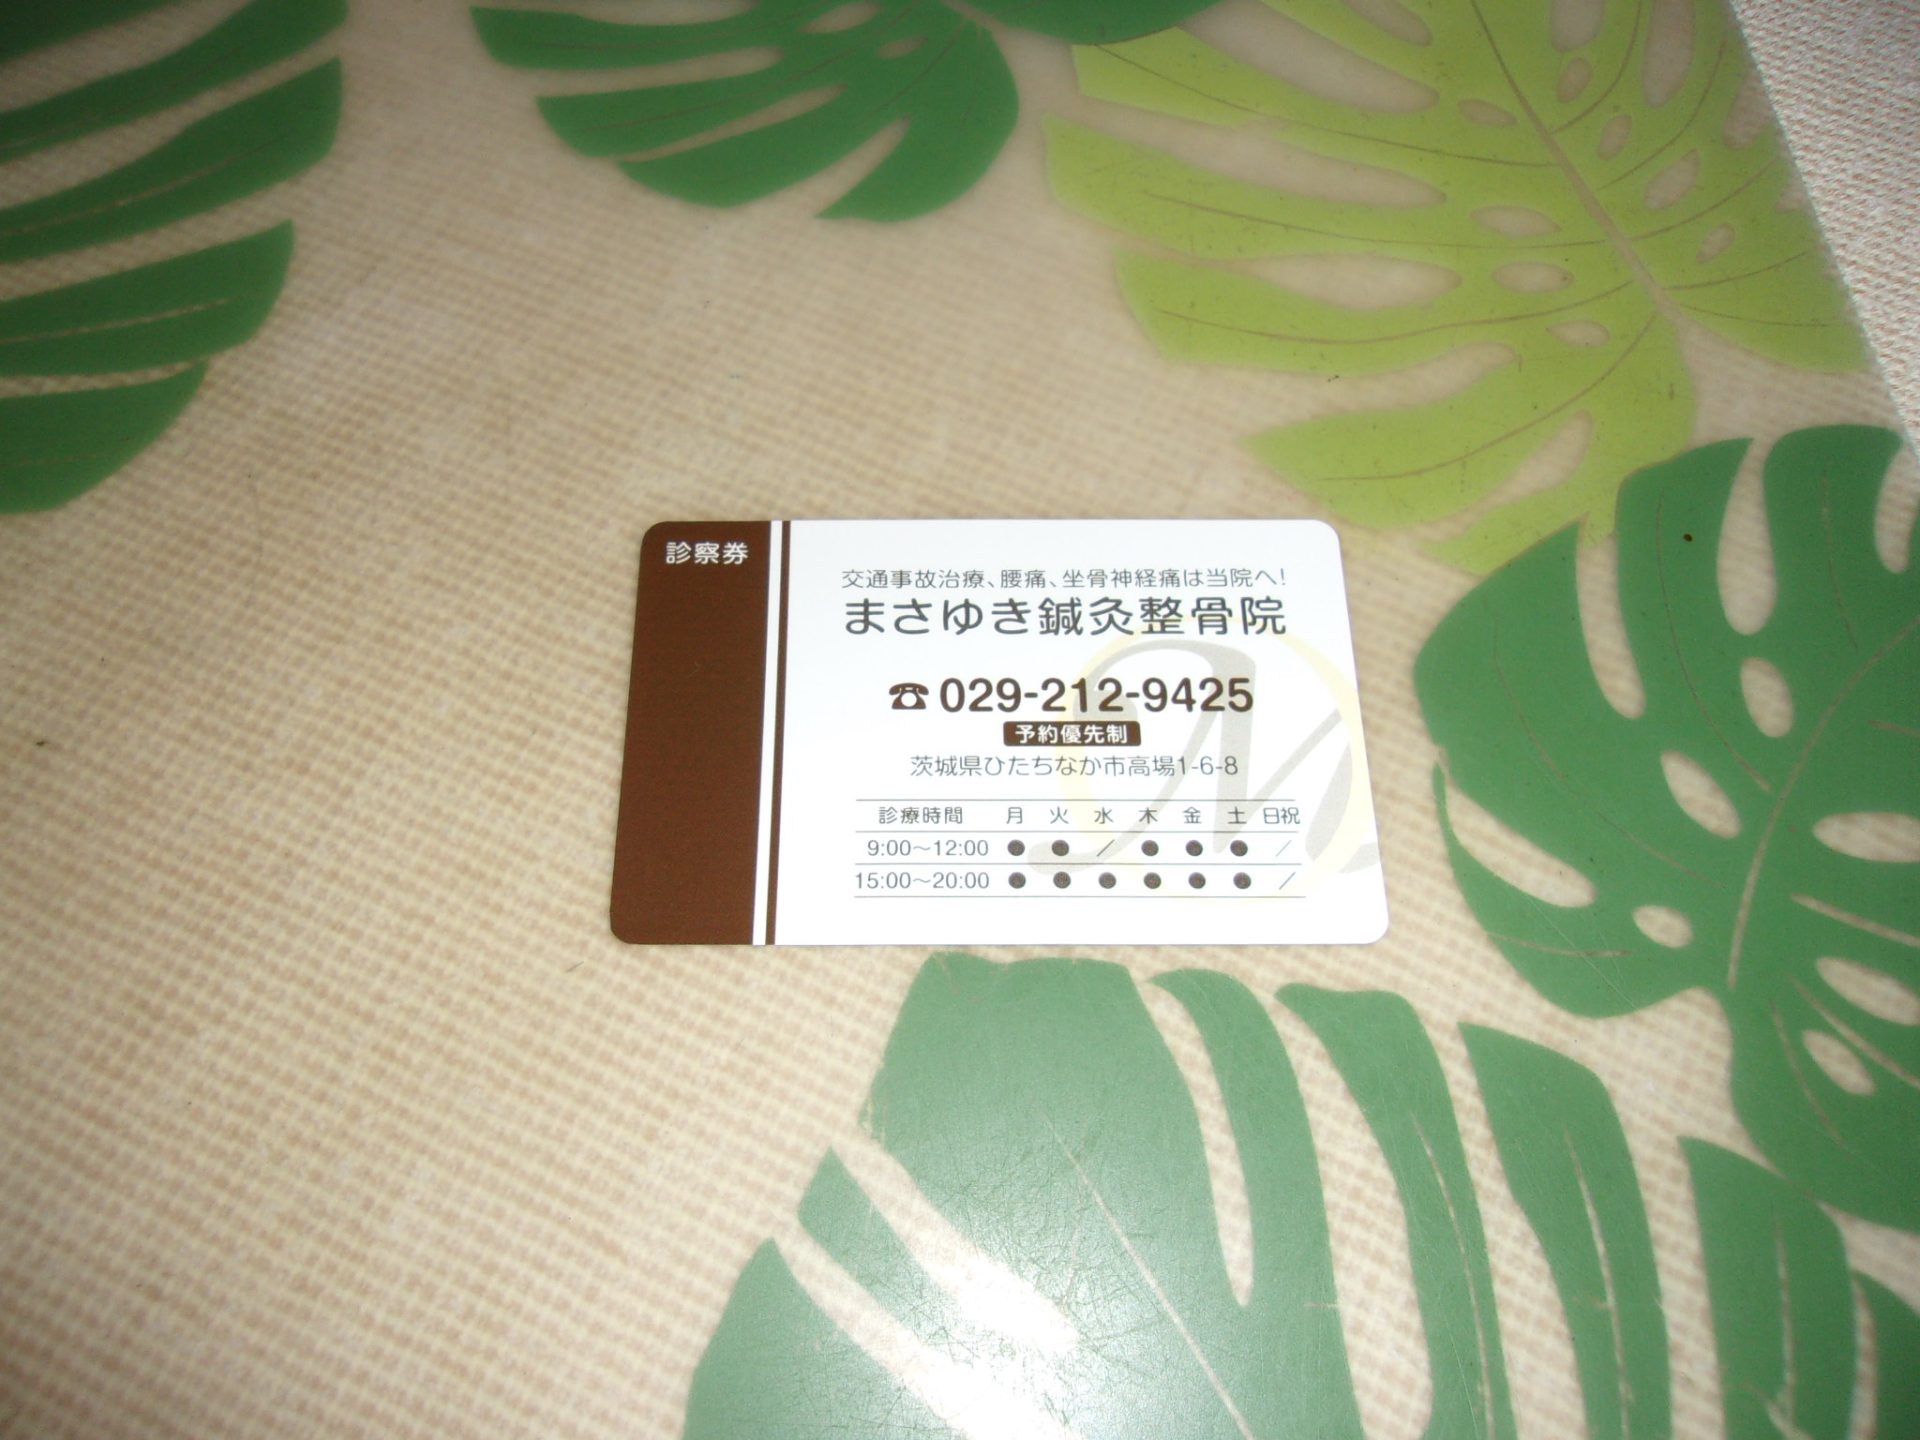 診察券
交通事故治療、腰痛、坐骨神経痛は当院へ!
まさゆき鍼灸整骨院
☎029-212-9425
予約優先制
茨城県ひたちなか市高場1-6-8
診療時間 月 火 水 木 金 土 日祝
9:00〜12:00 ● ● ／ ● ● ● ／
15:00〜20:00 ● ● ● ● ● ● ／
M